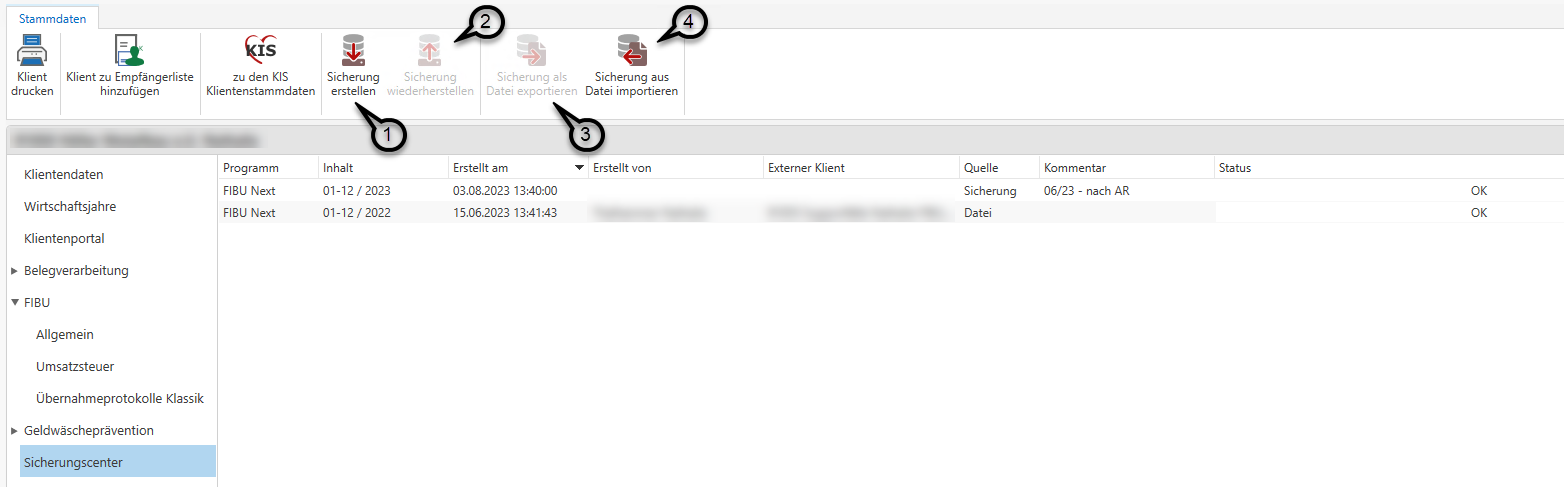 Stammdaten
2
4
KIS
Klient
drucken
Klient zu Empfängerliste
hinzufügen
zu den KIS
Klientenstammdaten
Sicherung
erstellen
Sicherung
wiederherstellen
Sicherung als
Datei exportieren
Sicherung aus
Datei importieren
1
3
Klientendaten
Wirtschaftsjahre
Klientenportal
Belegverarbeitung
FIBU
Allgemein
Umsatzsteuer
Übernahmeprotokolle Klassik
Geldwäscheprävention
Sicherungscenter
Programm Inhalt Erstellt am Erstellt von Externer Klient Quelle Kommentar Status
FIBU Next 01-12 / 2023 03.08.2023 13:40:00 Sicherung 06/23 - nach AR OK
FIBU Next 01-12 / 2022 15.06.2023 13:41:43 Datei OK